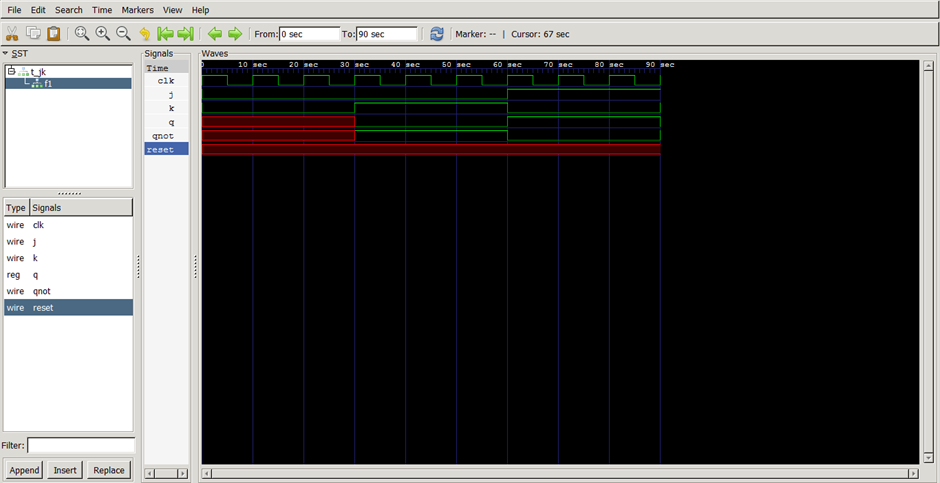 File Edit Search Time Markers View Help
From: 0 sec To: 90 sec Marker: -- | Cursor: 67 sec
SST
t_jk
f1
Type Signals
wire clk
wire j
wire k
reg q
wire qnot
wire reset
Filter:
Append Insert Replace
Signals
Time
clk
j
k
q
qnot
reset
Waves
0 10 sec 20 sec 30 sec 40 sec 50 sec 60 sec 70 sec 80 sec 90 sec